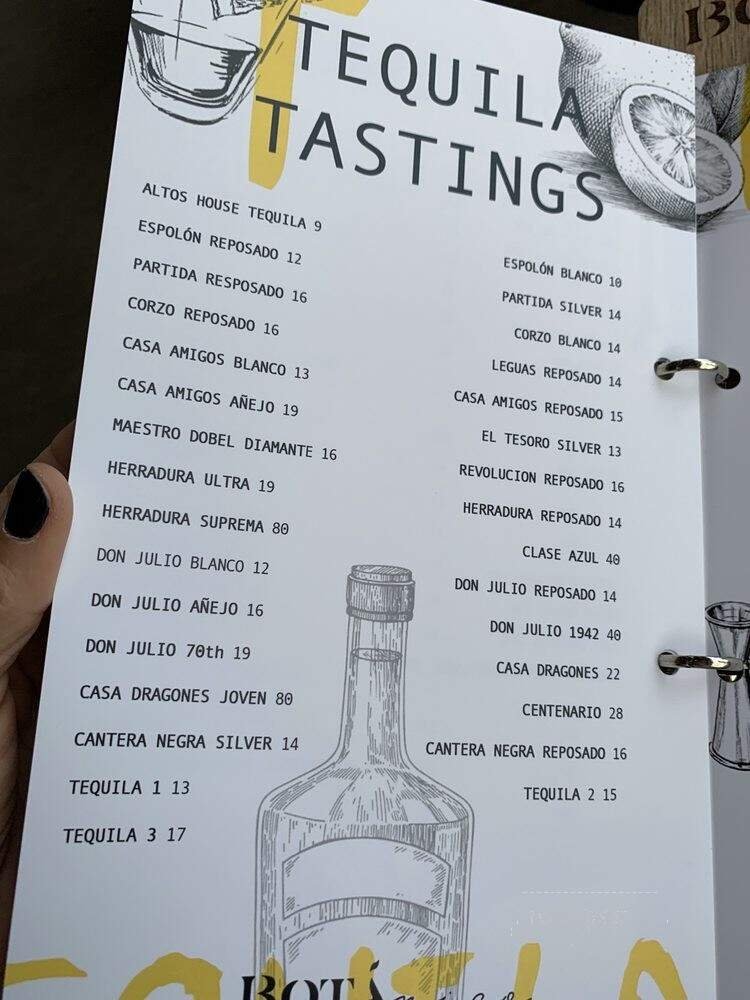 TEQUILA
TASTINGS
ALTOS HOUSE TEQUILA 9
ESPOLÓN REPOSADO 12
PARTIDA RESPOSADO 16
CORZO REPOSADO 16
CASA AMIGOS BLANCO 13
CASA AMIGOS AÑEJO 19
MAESTRO DOBEL DIAMANTE 16
HERRADURA ULTRA 19
HERRADURA SUPREMA 80
DON JULIO BLANCO 12
DON JULIO AÑEJO 16
DON JULIO 70th 19
CASA DRAGONES JOVEN 80
CANTERA NEGRA SILVER 14
TEQUILA 1 13
TEQUILA 3 17
ESPOLÓN BLANCO 10
PARTIDA SILVER 14
CORZO BLANCO 14
LEGUAS REPOSADO 14
CASA AMIGOS REPOSADO 15
EL TESORO SILVER 13
REVOLUCION REPOSADO 16
HERRADURA REPOSADO 14
CLASE AZUL 40
DON JULIO REPOSADO 14
DON JULIO 1942 40
CASA DRAGONES 22
CENTENARIO 28
CANTERA NEGRA REPOSADO 16
TEQUILA 2 15
BOTÁ